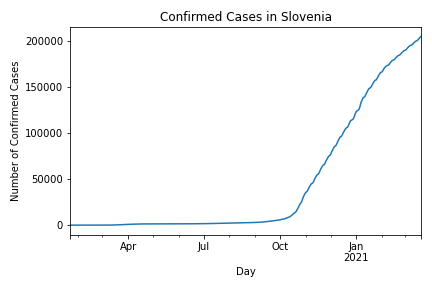 Confirmed Cases in Slovenia
Number of Confirmed Cases
200000
150000
100000
50000
0
Apr
Jul
Oct
Jan
2021
Day